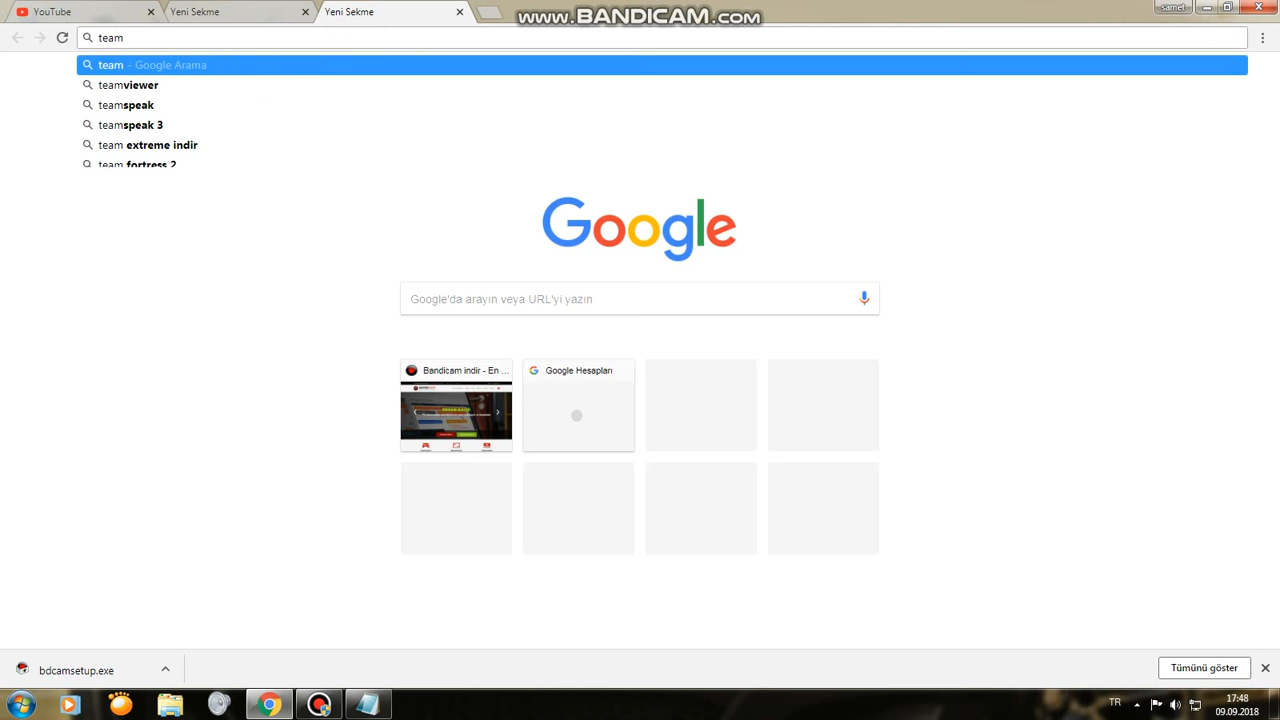 YouTube
Yeni Sekme
Yeni Sekme
www.BANDICAM.com
samet
team
team - Google Arama
teamviewer
teamspeak
teamspeak 3
team extreme indir
team fortress 2
Google
Google'da arayın veya URL'yi yazın
Bandicam indir - En ...
Google Hesapları
bdcamsetup.exe
Tümünü göster
TR
17:48
09.09.2018